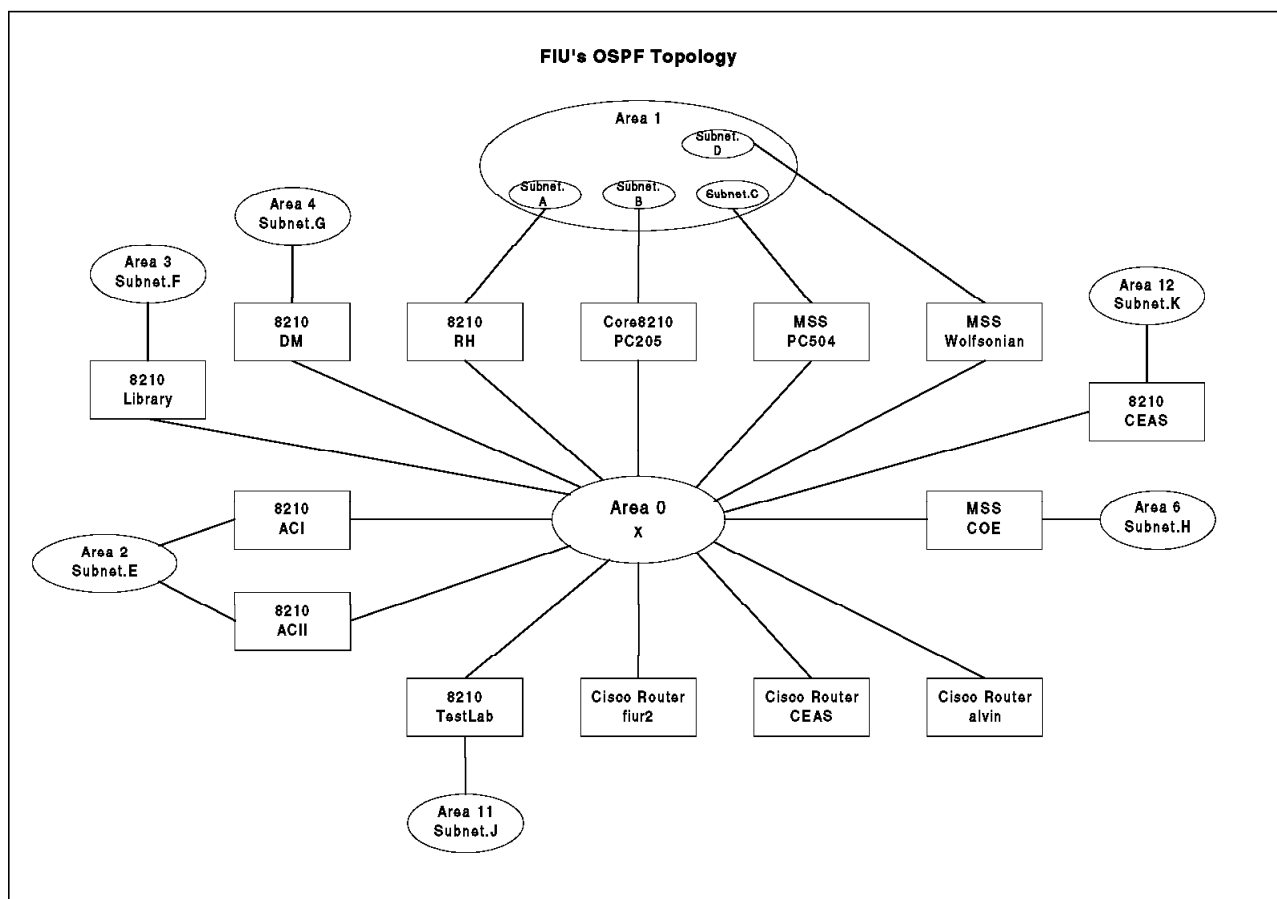 FIU's OSPF Topology
Area 1
Subnet.
D
Subnet.
A
Subnet.
B
Subnet.C
Area 4
Subnet.G
Area 3
Subnet.F
Area 12
Subnet.K
8210
DM
8210
RH
Core8210
PC205
MSS
PC504
MSS
Wolfsonian
8210
Library
8210
CEAS
Area 0
X
8210
ACI
MSS
COE
Area 6
Subnet.H
Area 2
Subnet.E
8210
ACII
8210
TestLab
Cisco Router
fiur2
Cisco Router
CEAS
Cisco Router
alvin
Area 11
Subnet.J